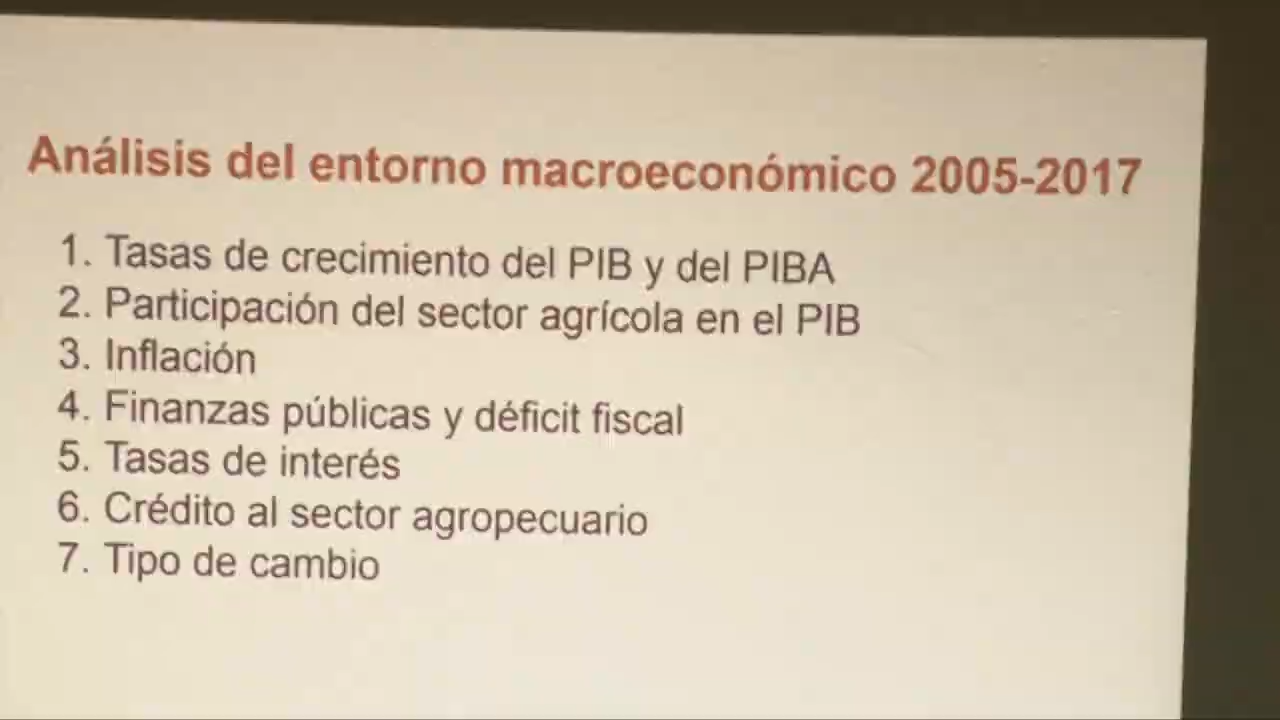 Análisis del entorno macroeconómico 2005-2017
1. Tasas de crecimiento del PIB y del PIBA
2. Participación del sector agrícola en el PIB
3. Inflación
4. Finanzas públicas y déficit fiscal
5. Tasas de interés
6. Crédito al sector agropecuario
7. Tipo de cambio